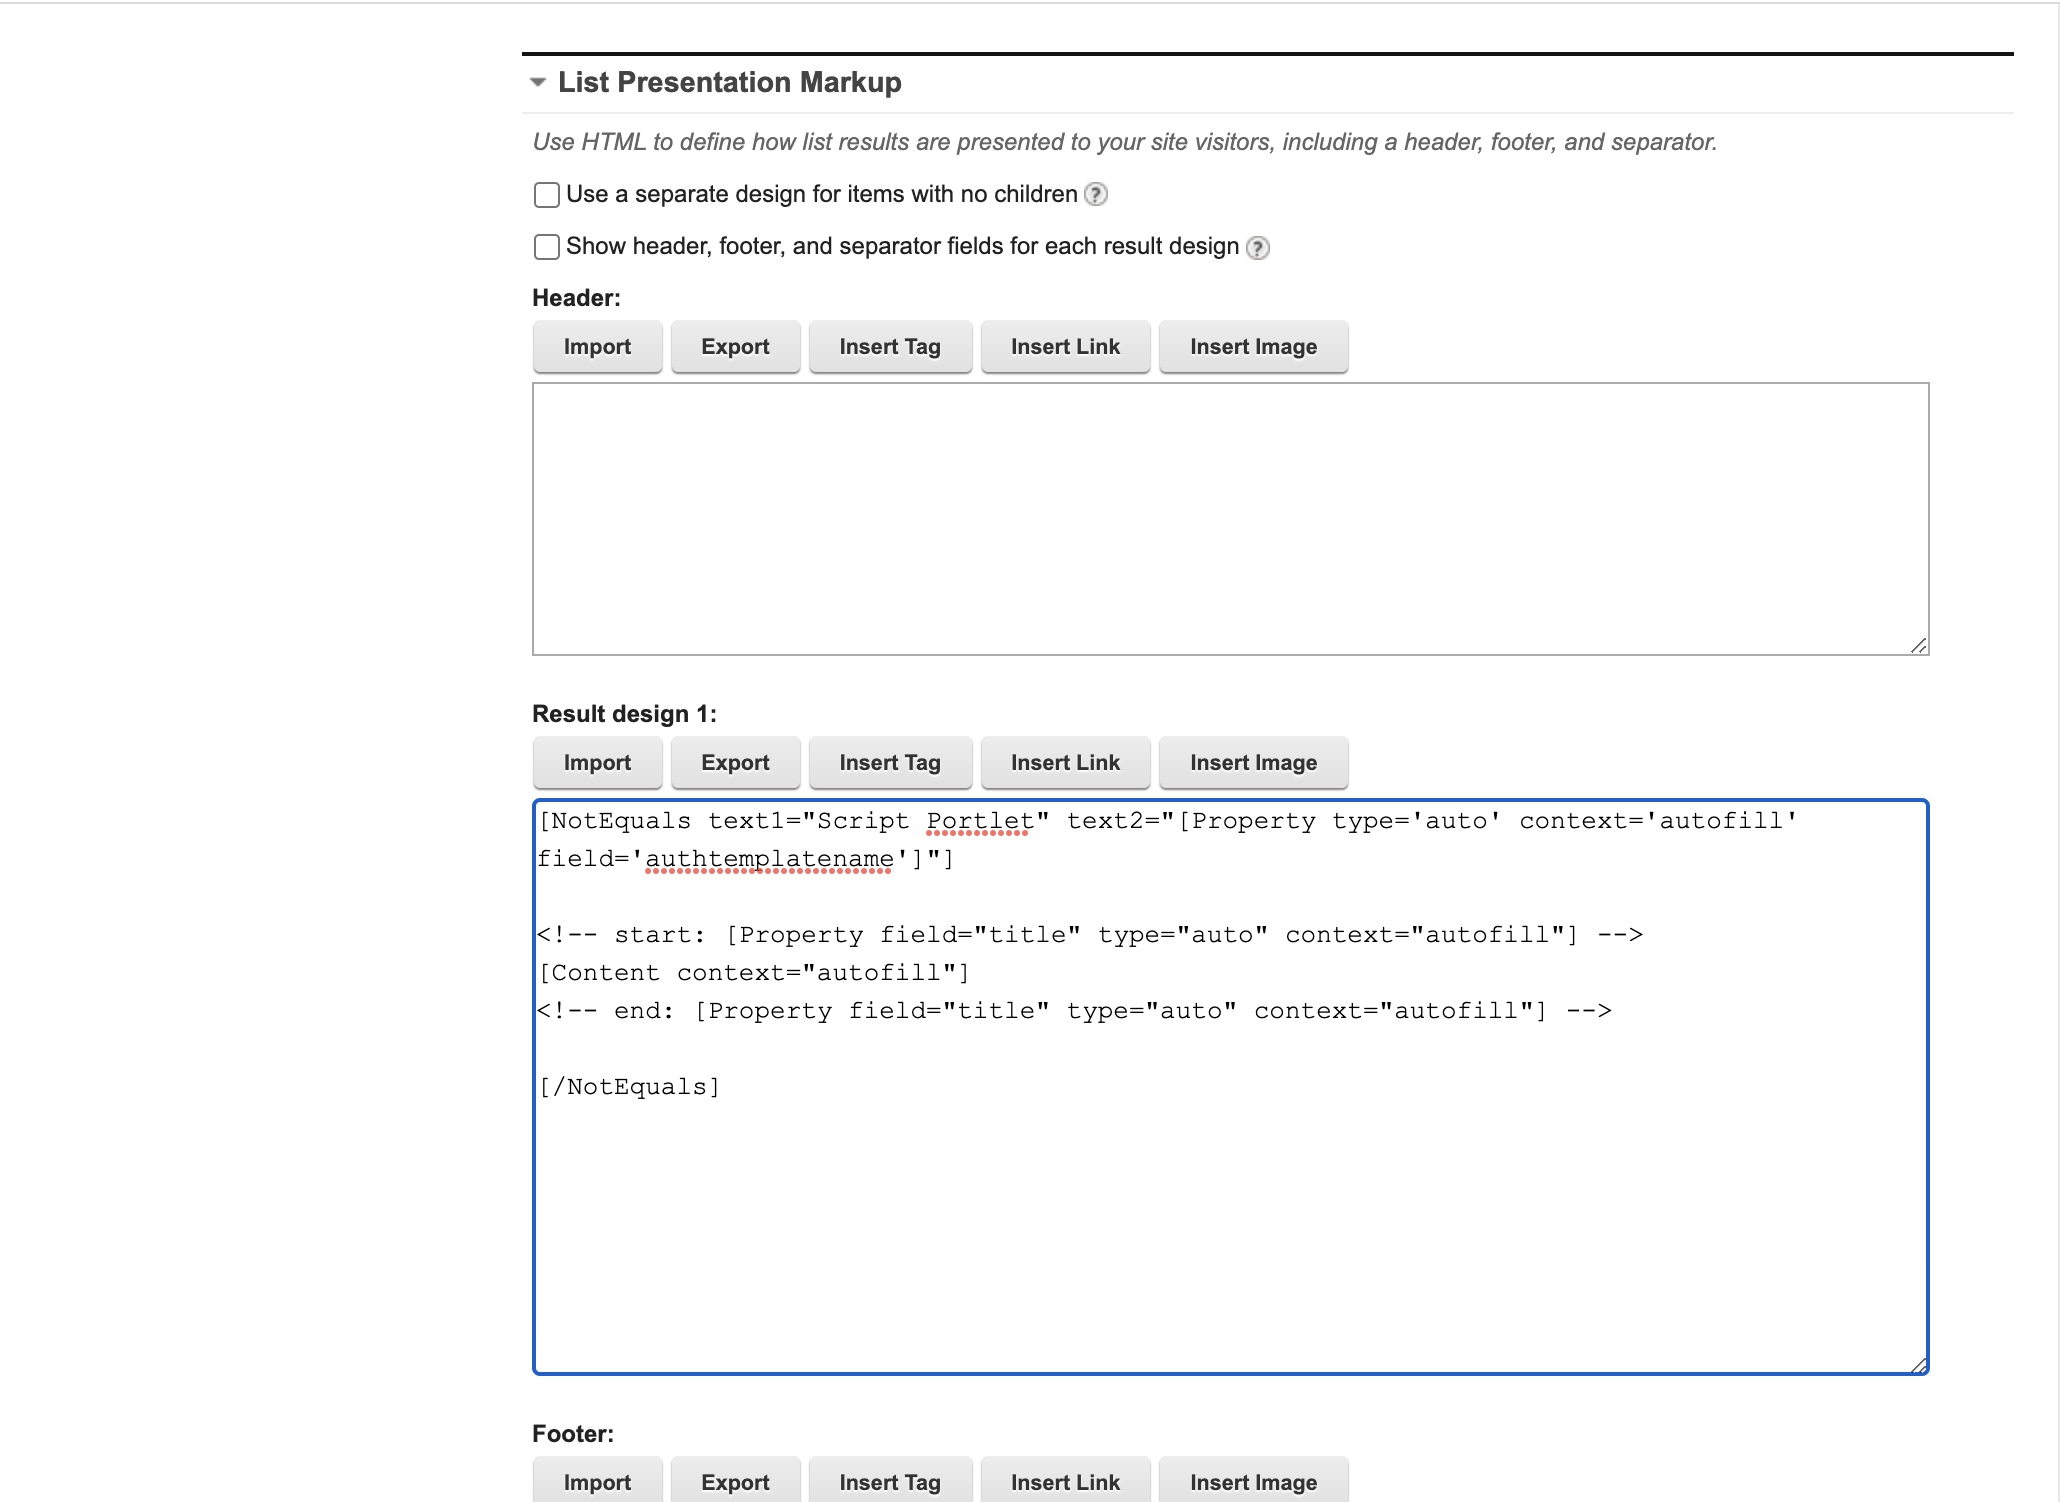 List Presentation Markup
Use HTML to define how list results are presented to your site visitors, including a header, footer, and separator.
Use a separate design for items with no children ?
Show header, footer, and separator fields for each result design ?
Header:
Import Export Insert Tag Insert Link Insert Image
Result design 1:
Import Export Insert Tag Insert Link Insert Image
[NotEquals text1="Script Portlet" text2="[Property type='auto' context='autofill'
field='authtemplatename']"]
<!-- start: [Property field="title" type="auto" context="autofill"] -->
[Content context="autofill"]
<!-- end: [Property field="title" type="auto" context="autofill"] -->
[/NotEquals]
Footer:
Import Export Insert Tag Insert Link Insert Image